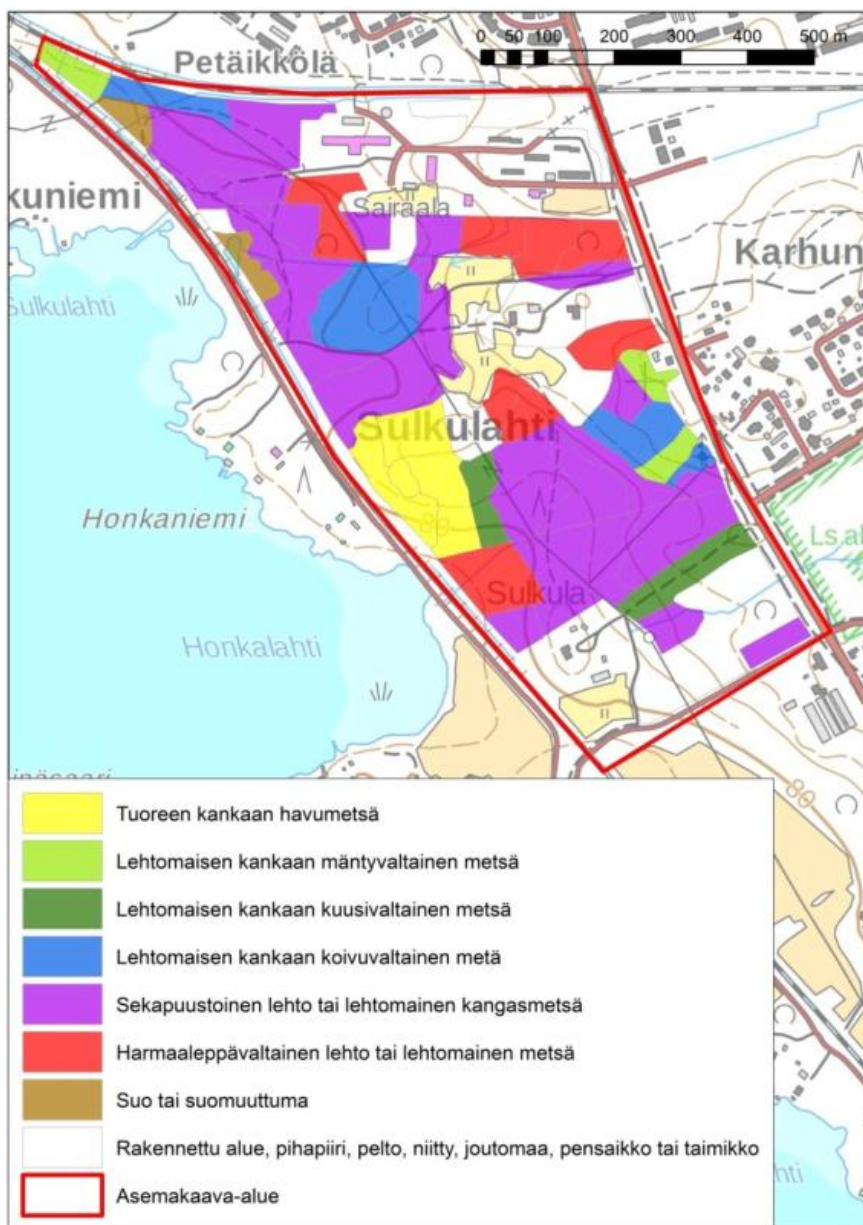 Petäikkölä
0 50 100 200 300 400 500 m
kuniemi
Sairaala
Karhun
Sulkulahti
Sulkulahti
Honkaniemi
80
Ls.al
Sulkula
Honkalahti
80
Tuoreen kankaan havumetsä
Lehtomaisen kankaan mäntyvaltainen metsä
Lehtomaisen kankaan kuusivaltainen metsä
Lehtomaisen kankaan koivuvaltainen metä
Sekapuustoinen lehto tai lehtomainen kangasmetsä
Harmaaleppävaltainen lehto tai lehtomainen metsä
Suo tai suomuuttuma
Rakennettu alue, pihapiiri, pelto, niitty, joutomaa, pensaikko tai taimikko
Asemakaava-alue